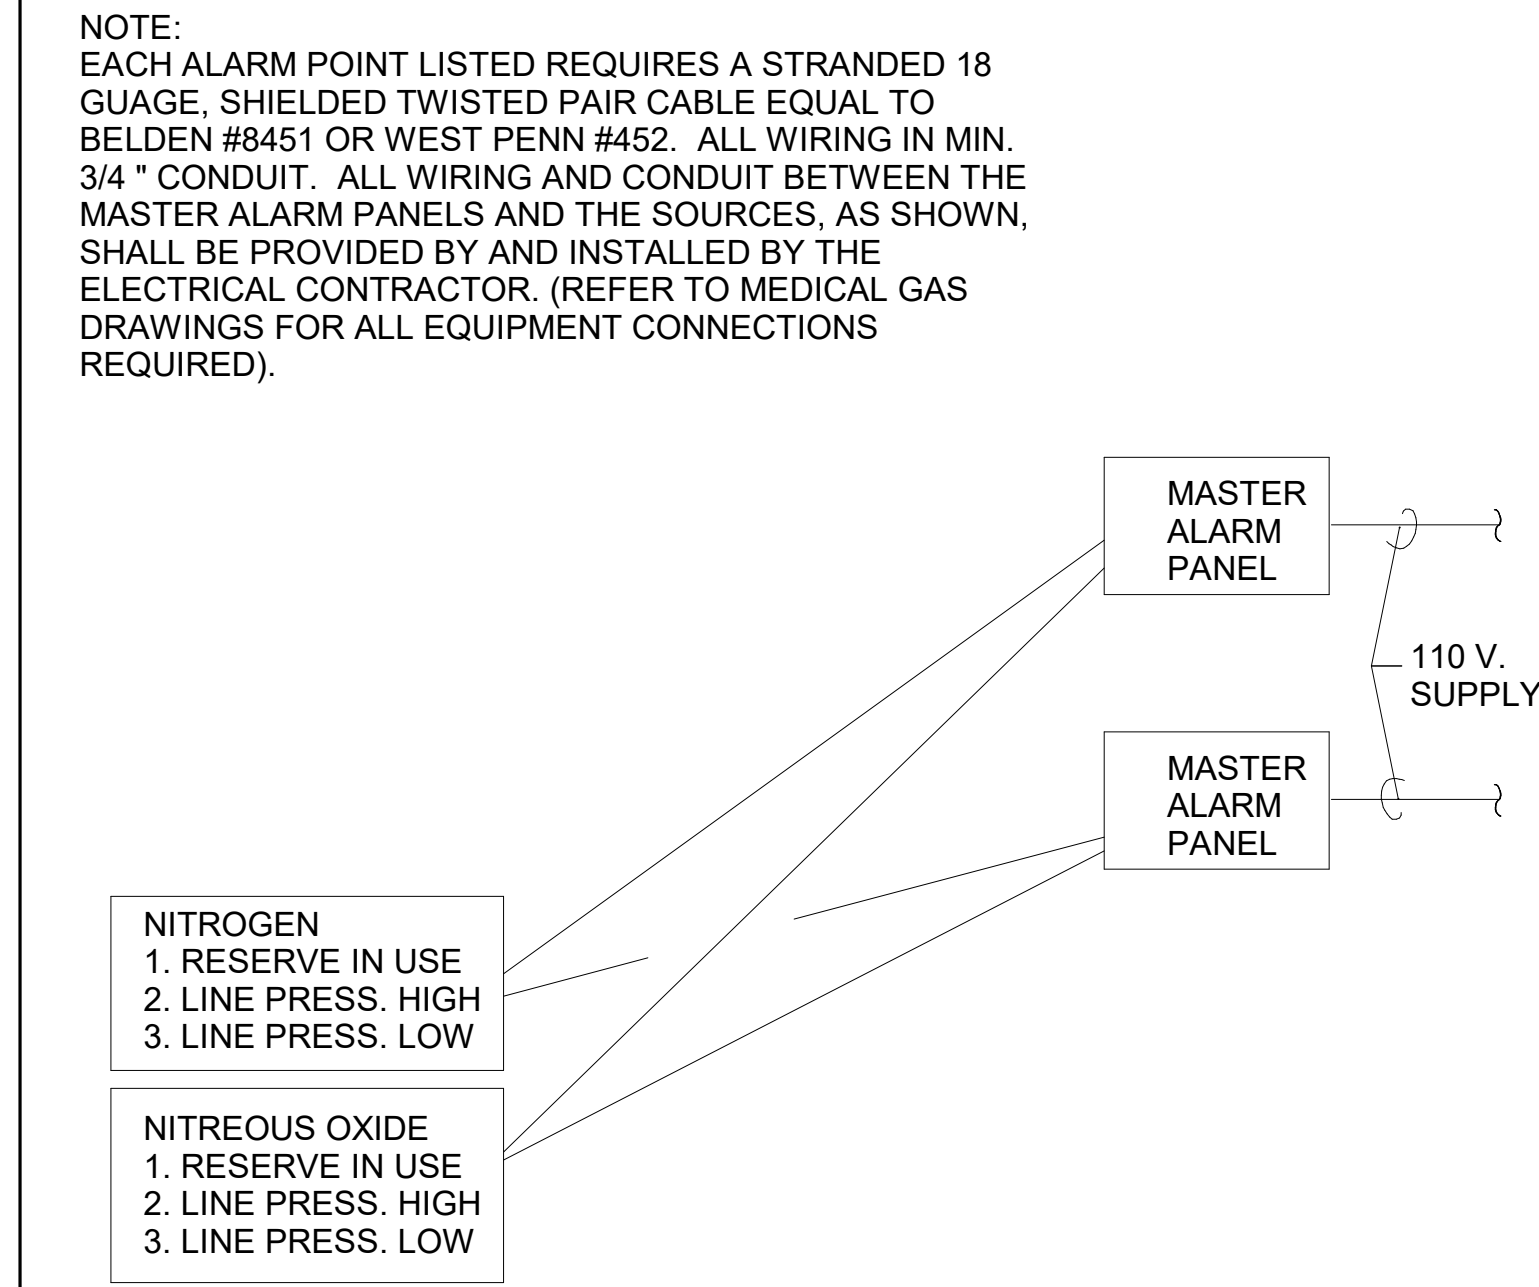 NOTE:
EACH ALARM POINT LISTED REQUIRES A STRANDED 18
GUAGE, SHIELDED TWISTED PAIR CABLE EQUAL TO
BELDEN #8451 OR WEST PENN #452.  ALL WIRING IN MIN.
3/4 " CONDUIT.  ALL WIRING AND CONDUIT BETWEEN THE
MASTER ALARM PANELS AND THE SOURCES, AS SHOWN,
SHALL BE PROVIDED BY AND INSTALLED BY THE
ELECTRICAL CONTRACTOR. (REFER TO MEDICAL GAS
DRAWINGS FOR ALL EQUIPMENT CONNECTIONS
REQUIRED).
MASTER
ALARM
PANEL
110 V.
SUPPLY
MASTER
ALARM
PANEL
NITROGEN
1. RESERVE IN USE
2. LINE PRESS. HIGH
3. LINE PRESS. LOW
NITREOUS OXIDE
1. RESERVE IN USE
2. LINE PRESS. HIGH
3. LINE PRESS. LOW